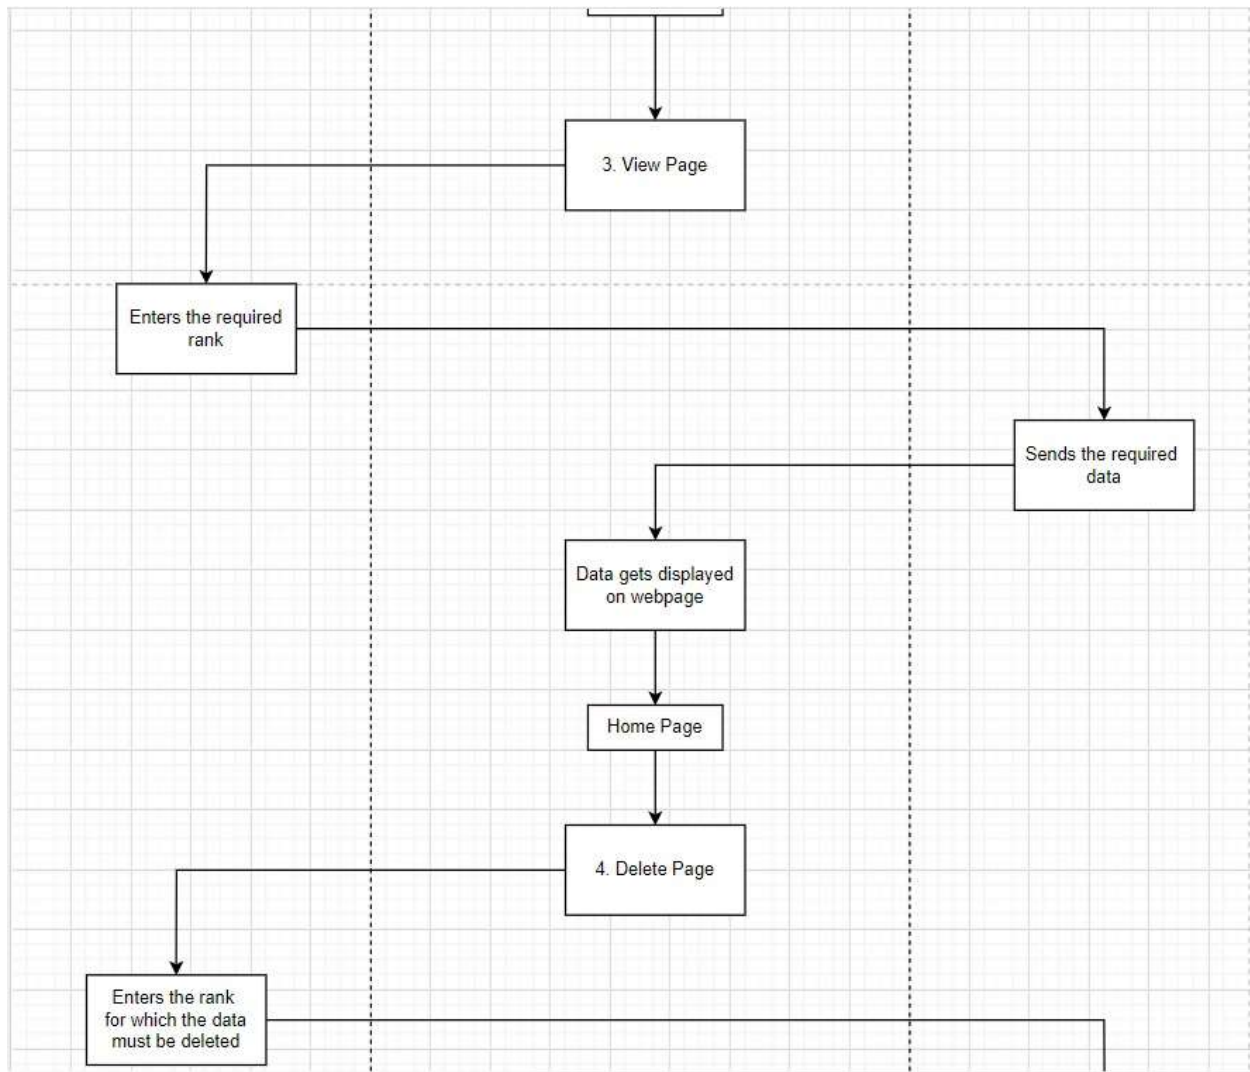 3. View Page
Enters the required
rank
Sends the required
data
Data gets displayed
on webpage
Home Page
4. Delete Page
Enters the rank
for which the data
must be deleted